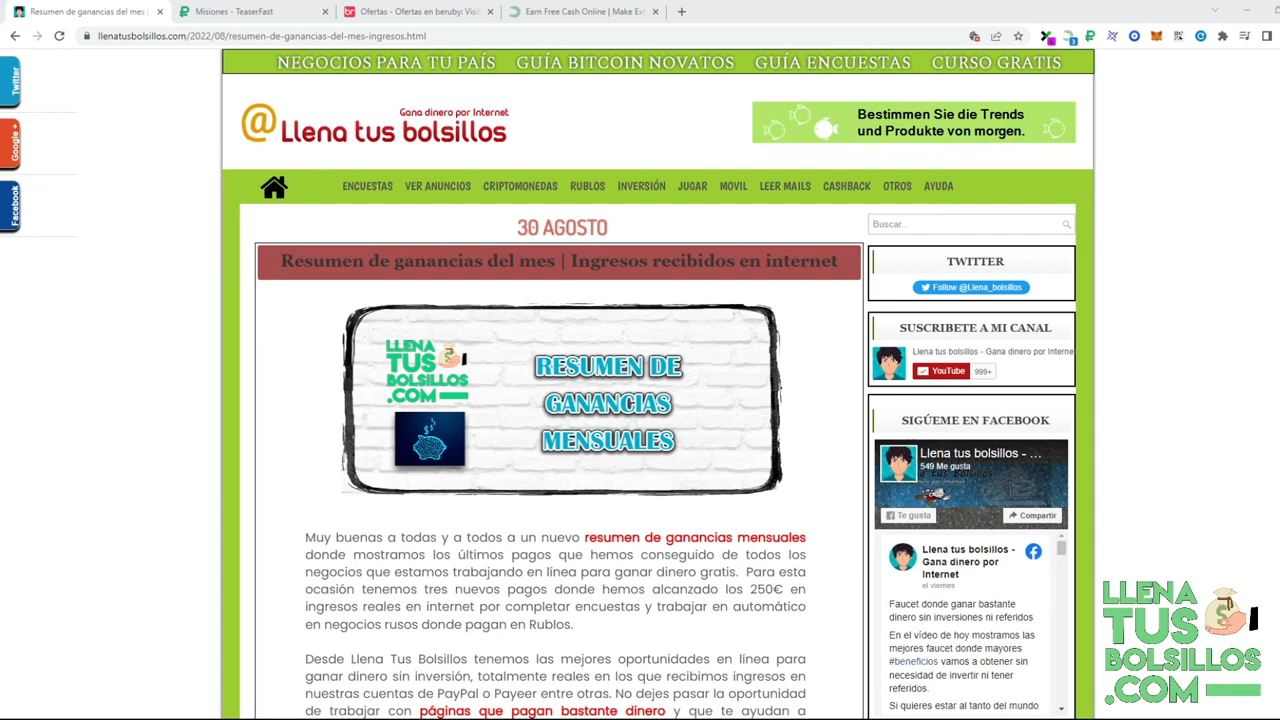 Resumen de ganancias del mes
Misiones - TeaserFast
Ofertas - Ofertas en beruby: Visi
Earn Free Cash Online | Make Ex
llenatusbolsillos.com/2022/08/resumen-de-ganancias-del-mes-ingresos.html
Twitter
Google +
Facebook
NEGOCIOS PARA TU PAÍS GUÍA BITCOIN NOVATOS GUÍA ENCUESTAS CURSO GRATIS
Gana dinero por Internet
@ Llena tus bolsillos
Bestimmen Sie die Trends
und Produkte von morgen.
ENCUESTAS VER ANUNCIOS CRIPTOMONEDAS RUBLOS INVERSIÓN JUGAR MOVIL LEER MAILS CASHBACK OTROS AYUDA
30 AGOSTO
Resumen de ganancias del mes | Ingresos recibidos en internet
LLENA
TUS
BOLSILLOS
.COM
RESUMEN DE
GANANCIAS
MENSUALES
Muy buenas a todas y a todos a un nuevo resumen de ganancias mensuales
donde mostramos los últimos pagos que hemos conseguido de todos los
negocios que estamos trabajando en línea para ganar dinero gratis. Para esta
ocasión tenemos tres nuevos pagos donde hemos alcanzado los 250€ en
ingresos reales en internet por completar encuestas y trabajar en automático
en negocios rusos donde pagan en Rublos.
Desde Llena Tus Bolsillos tenemos las mejores oportunidades en línea para
ganar dinero sin inversión, totalmente reales en los que recibimos ingresos en
nuestras cuentas de PayPal o Payeer entre otras. No dejes pasar la oportunidad
de trabajar con páginas que pagan bastante dinero y que te ayudan a
Buscar...
TWITTER
Follow @Llena_bolsillos
SUSCRIBETE A MI CANAL
Llena tus bolsillos - Gana dinero por Interne
YouTube 999+
SIGÚEME EN FACEBOOK
Llena tus bolsillos - ...
549 Me gusta
Te gusta
Compartir
Llena tus bolsillos -
Gana dinero por
Internet
el viernes
Faucet donde ganar bastante
dinero sin inversiones ni referidos
En el vídeo de hoy mostramos las
mejores faucet donde mayores
#beneficios vamos a obtener sin
necesidad de invertir ni tener
referidos.
Si quieres estar al tanto del mundo
LLENA
TUS
BOLSILLOS
.COM